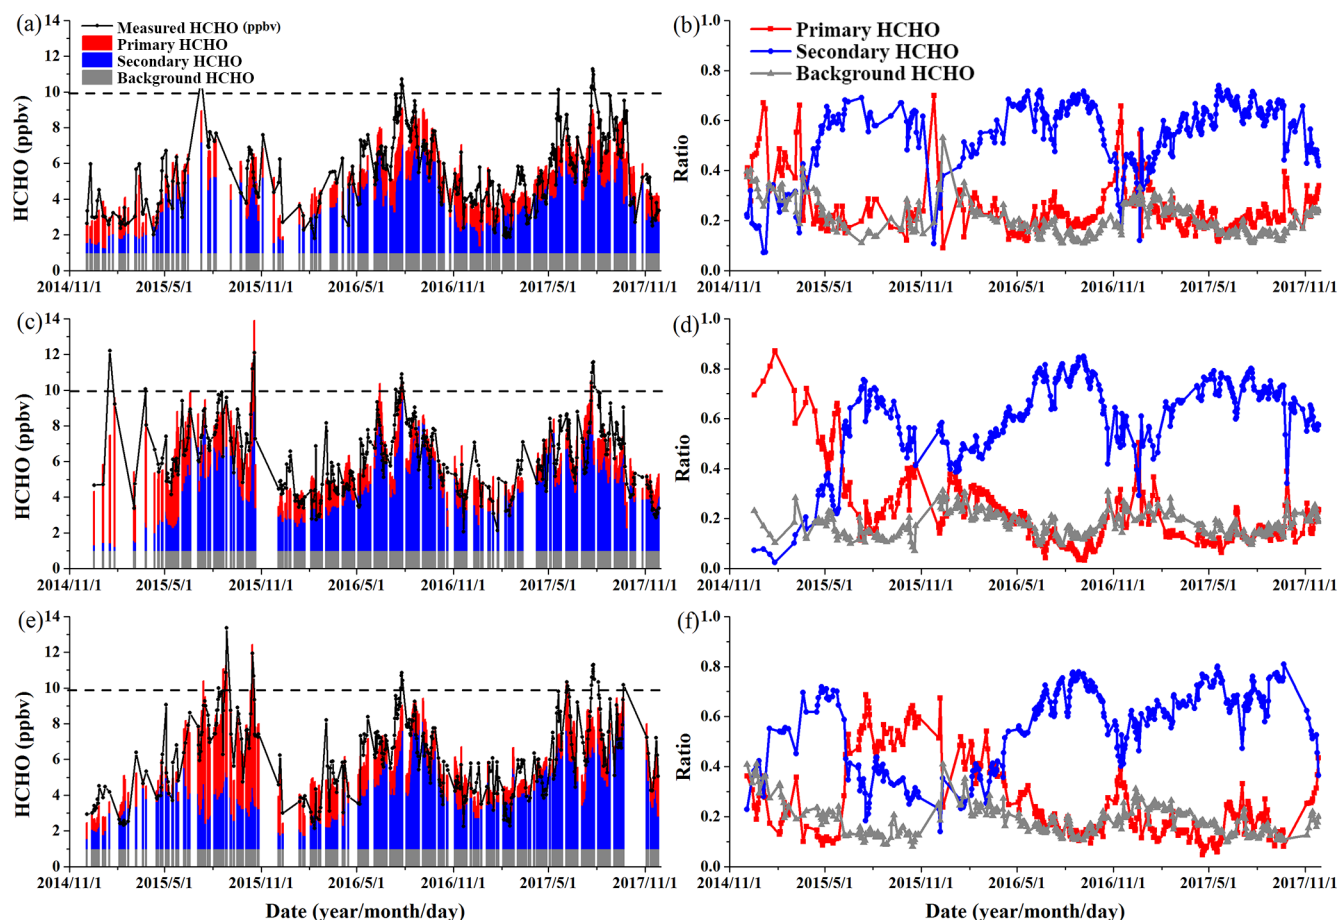 (a)
14
12
10
8
6
4
2
0
HCHO (ppbv)
Measured HCHO (ppbv)
Primary HCHO
Secondary HCHO
Background HCHO
2014/11/1 2015/5/1 2015/11/1 2016/5/1 2016/11/1 2017/5/1 2017/11/1
(b)
1.0
0.8
0.6
0.4
0.2
0.0
Ratio
Primary HCHO
Secondary HCHO
Background HCHO
2014/11/1 2015/5/1 2015/11/1 2016/5/1 2016/11/1 2017/5/1 2017/11/1
(c)
14
12
10
8
6
4
2
0
HCHO (ppbv)
2014/11/1 2015/5/1 2015/11/1 2016/5/1 2016/11/1 2017/5/1 2017/11/1
(d)
1.0
0.8
0.6
0.4
0.2
0.0
Ratio
2014/11/1 2015/5/1 2015/11/1 2016/5/1 2016/11/1 2017/5/1 2017/11/1
(e)
14
12
10
8
6
4
2
0
HCHO (ppbv)
2014/11/1 2015/5/1 2015/11/1 2016/5/1 2016/11/1 2017/5/1 2017/11/1
Date (year/month/day)
(f)
1.0
0.8
0.6
0.4
0.2
0.0
Ratio
2014/11/1 2015/5/1 2015/11/1 2016/5/1 2016/11/1 2017/5/1 2017/11/1
Date (year/month/day)